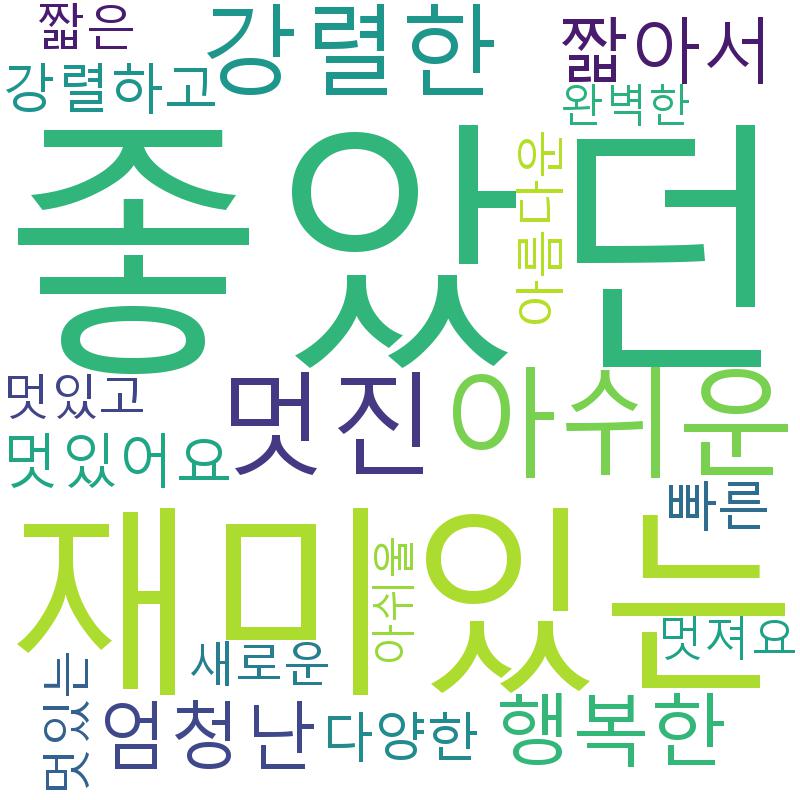 짧은
강렬한
짧아서
강렬하고
완벽한
좋았던
아름다운
멋있고
멋진
아쉬운
멋있어요
빠른
재미있는
아쉬울
멋져요
새로운
멋있는
엄청난
다양한
행복한